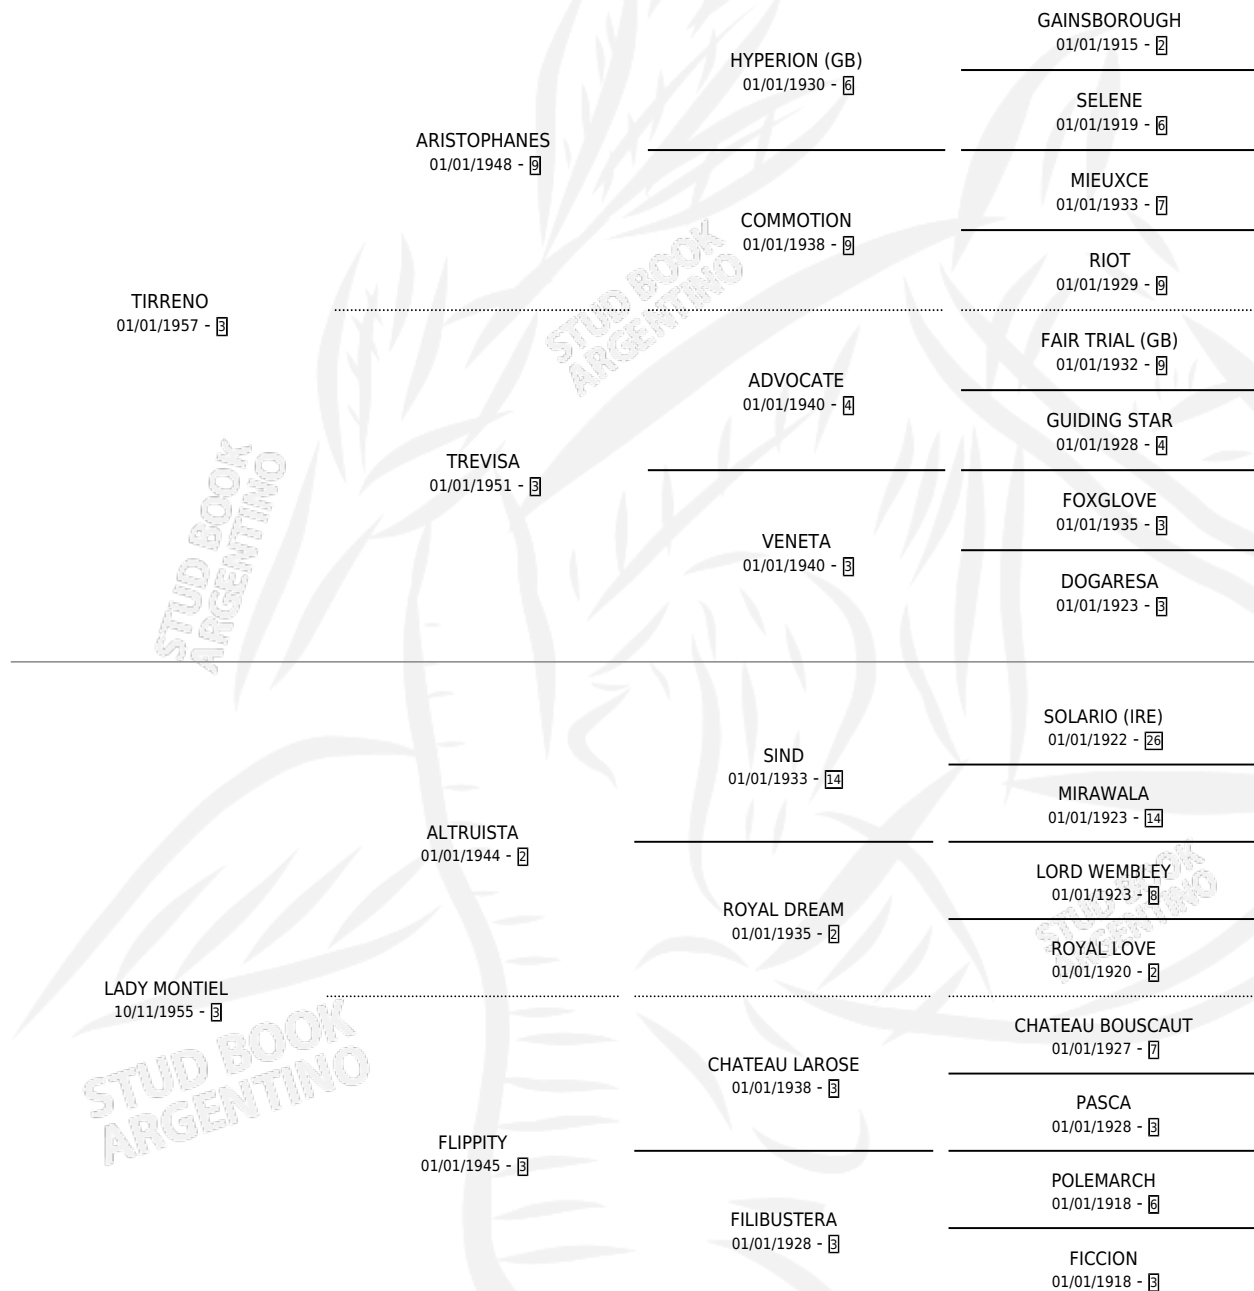 GAINSBOROUGH
01/01/1915 - 2
HYPERION (GB)
01/01/1930 - 6
SELENE
01/01/1919 - 6
ARISTOPHANES
01/01/1948 - 9
MIEUXCE
01/01/1933 - 7
COMMOTION
01/01/1938 - 9
RIOT
01/01/1929 - 9
TIRRENO
01/01/1957 - 3
FAIR TRIAL (GB)
01/01/1932 - 9
ADVOCATE
01/01/1940 - 4
GUIDING STAR
01/01/1928 - 4
TREVISA
01/01/1951 - 3
FOXGLOVE
01/01/1935 - 3
VENETA
01/01/1940 - 3
DOGARESA
01/01/1923 - 3
STUD BOOK
ARGENTINO
STUD BOOK
ARGENTINO
SOLARIO (IRE)
01/01/1922 - 26
SIND
01/01/1933 - 14
MIRAWALA
01/01/1923 - 14
ALTRUISTA
01/01/1944 - 2
LORD WEMBLEY
01/01/1923 - 8
ROYAL DREAM
01/01/1935 - 2
ROYAL LOVE
01/01/1920 - 2
LADY MONTIEL
10/11/1955 - 3
CHATEAU BOUSCAUT
01/01/1927 - 7
CHATEAU LAROSE
01/01/1938 - 3
PASCA
01/01/1928 - 3
FLIPPITY
01/01/1945 - 3
POLEMARCH
01/01/1918 - 6
FILIBUSTERA
01/01/1928 - 3
FICCION
01/01/1918 - 3
STUD BOOK
ARGENTINO
STUD BOOK
ARGENTINO